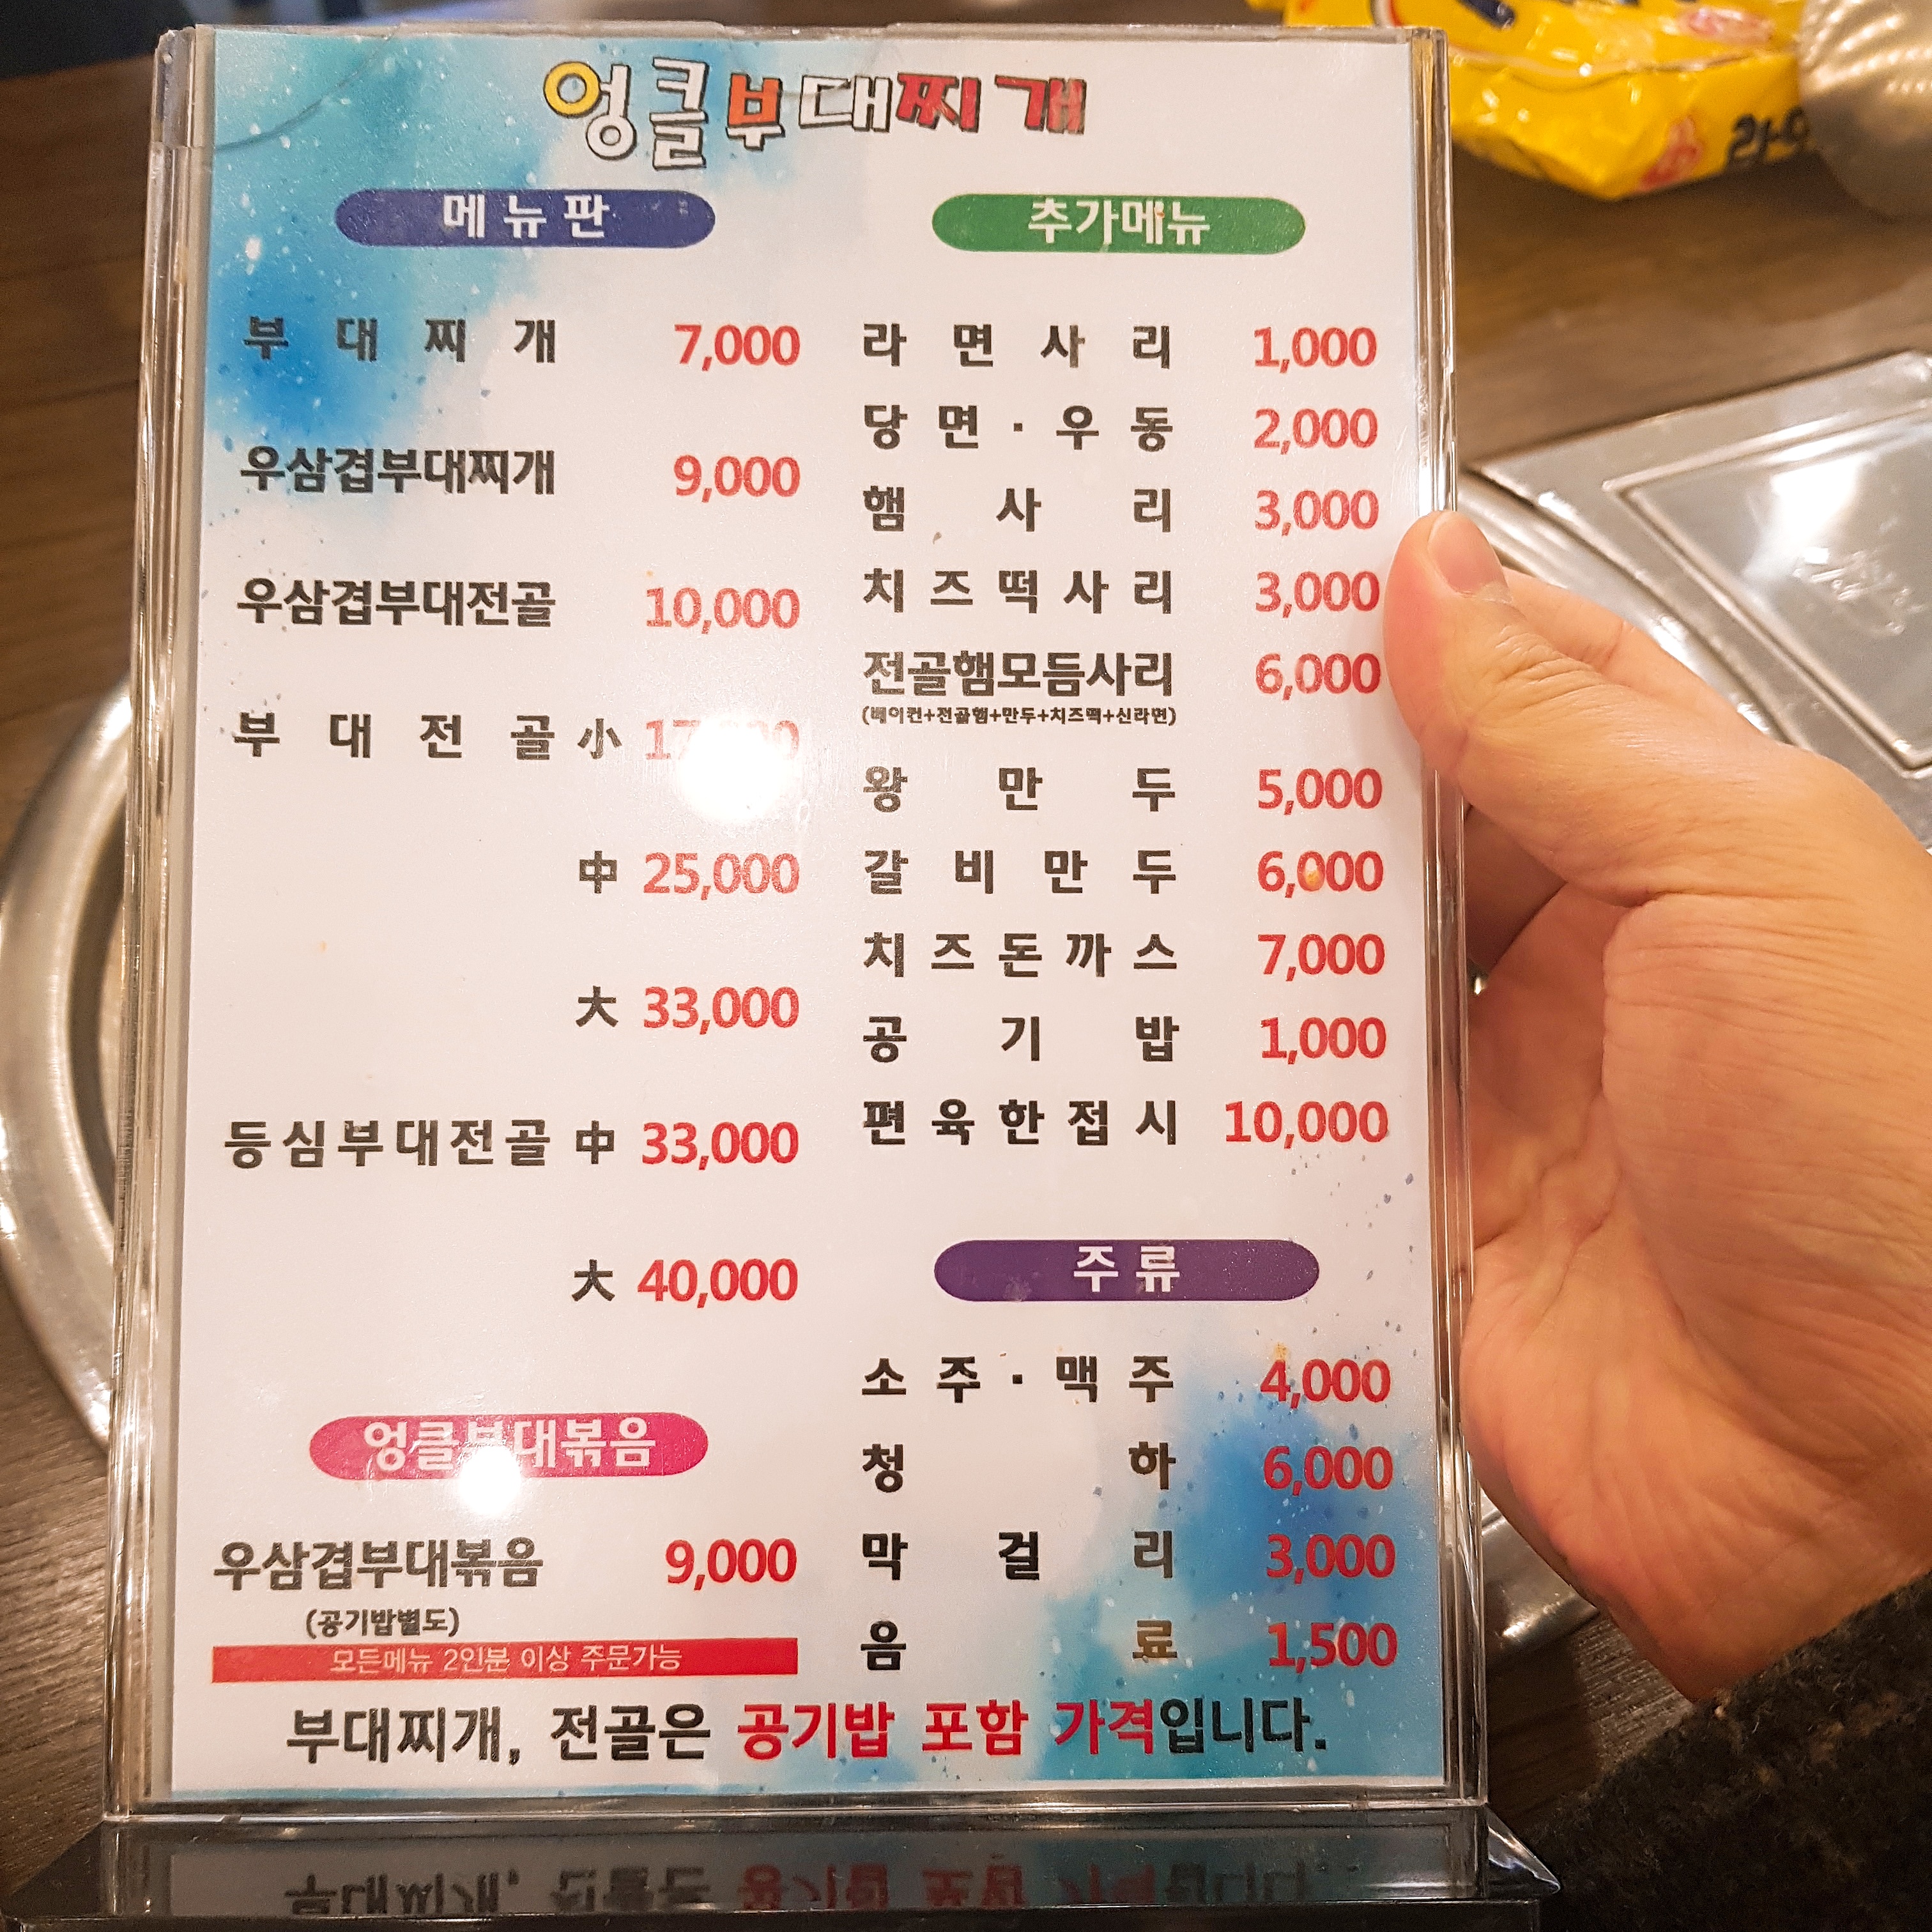 엉클부대찌개
메뉴판
부대찌개 7,000
우삼겹부대찌개 9,000
우삼겹부대전골 10,000
부대전골 小
中 25,000
大 33,000
등심부대전골 中 33,000
大 40,000
엉클부대볶음
우삼겹부대볶음 9,000
(공기밥별도)
모든메뉴 2인분 이상 주문가능
추가메뉴
라면사리 1,000
당면·우동 2,000
햄사리 3,000
치즈떡사리 3,000
전골햄모듬사리 6,000
(베이컨+전골햄+만두+치즈떡+신라면)
왕만두 5,000
갈비만두 6,000
치즈돈까스 7,000
공기밥 1,000
편육한접시 10,000
주류
소주·맥주 4,000
청하 6,000
막걸리 3,000
음료 1,500
부대찌개, 전골은 공기밥 포함 가격입니다.